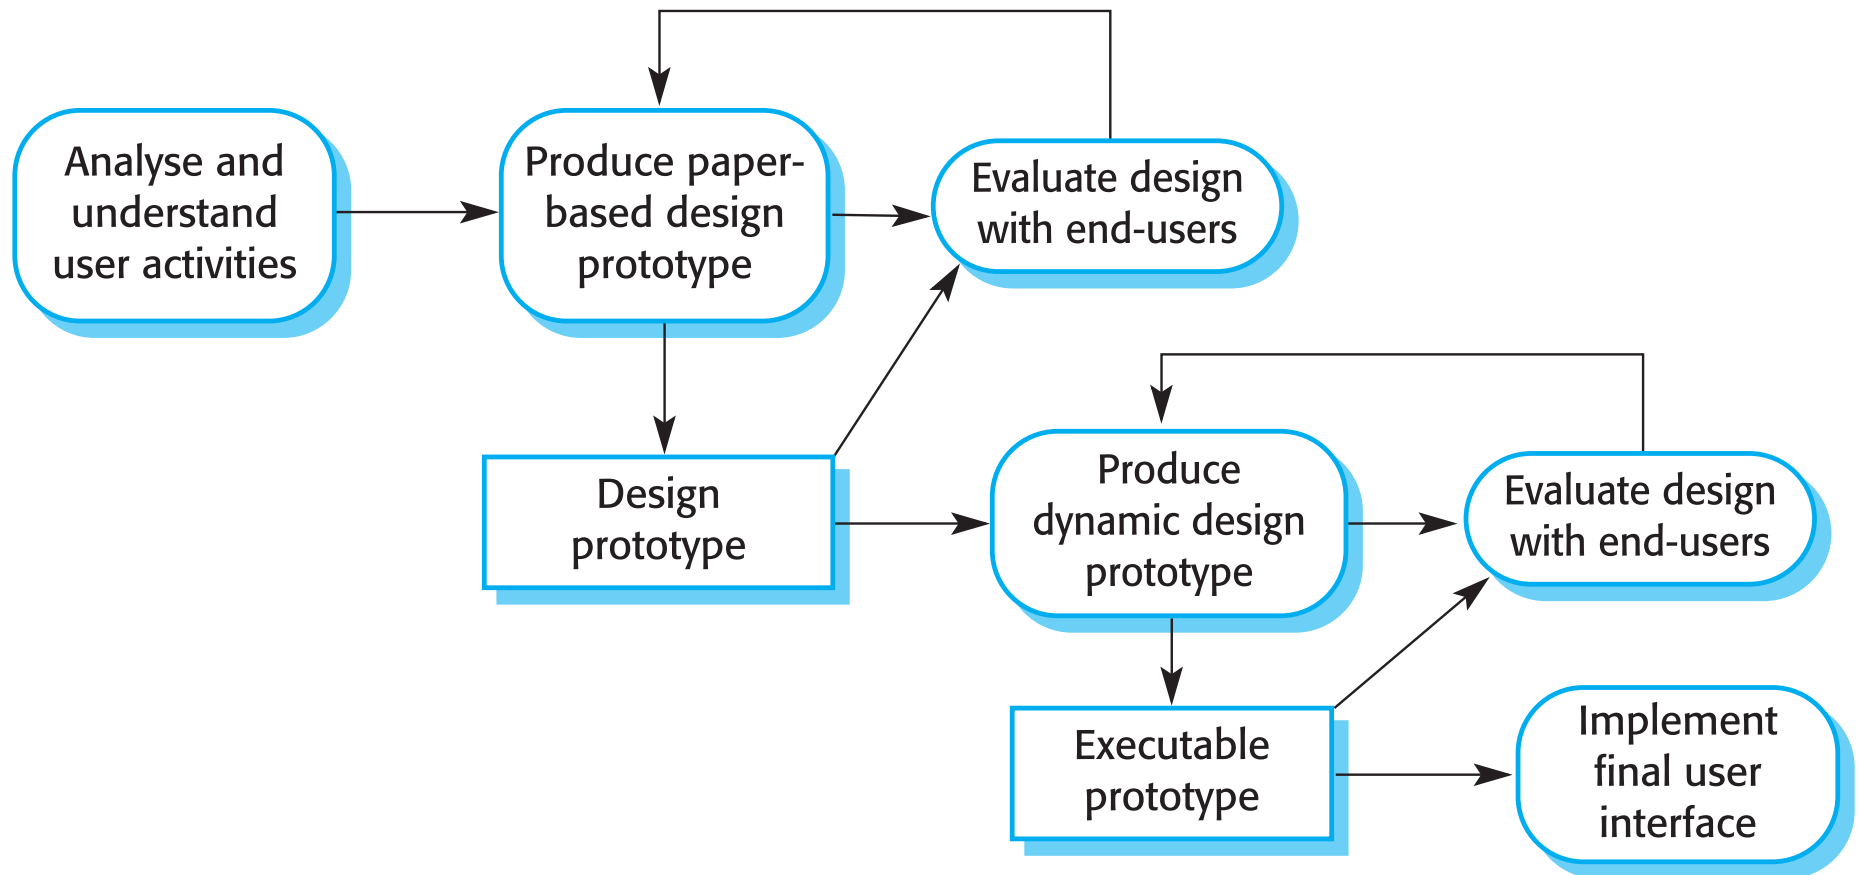 Analyse and
understand
user activities
Produce paper-
based design
prototype
Evaluate design
with end-users
Design
prototype
Produce
dynamic design
prototype
Evaluate design
with end-users
Executable
prototype
Implement
final user
interface